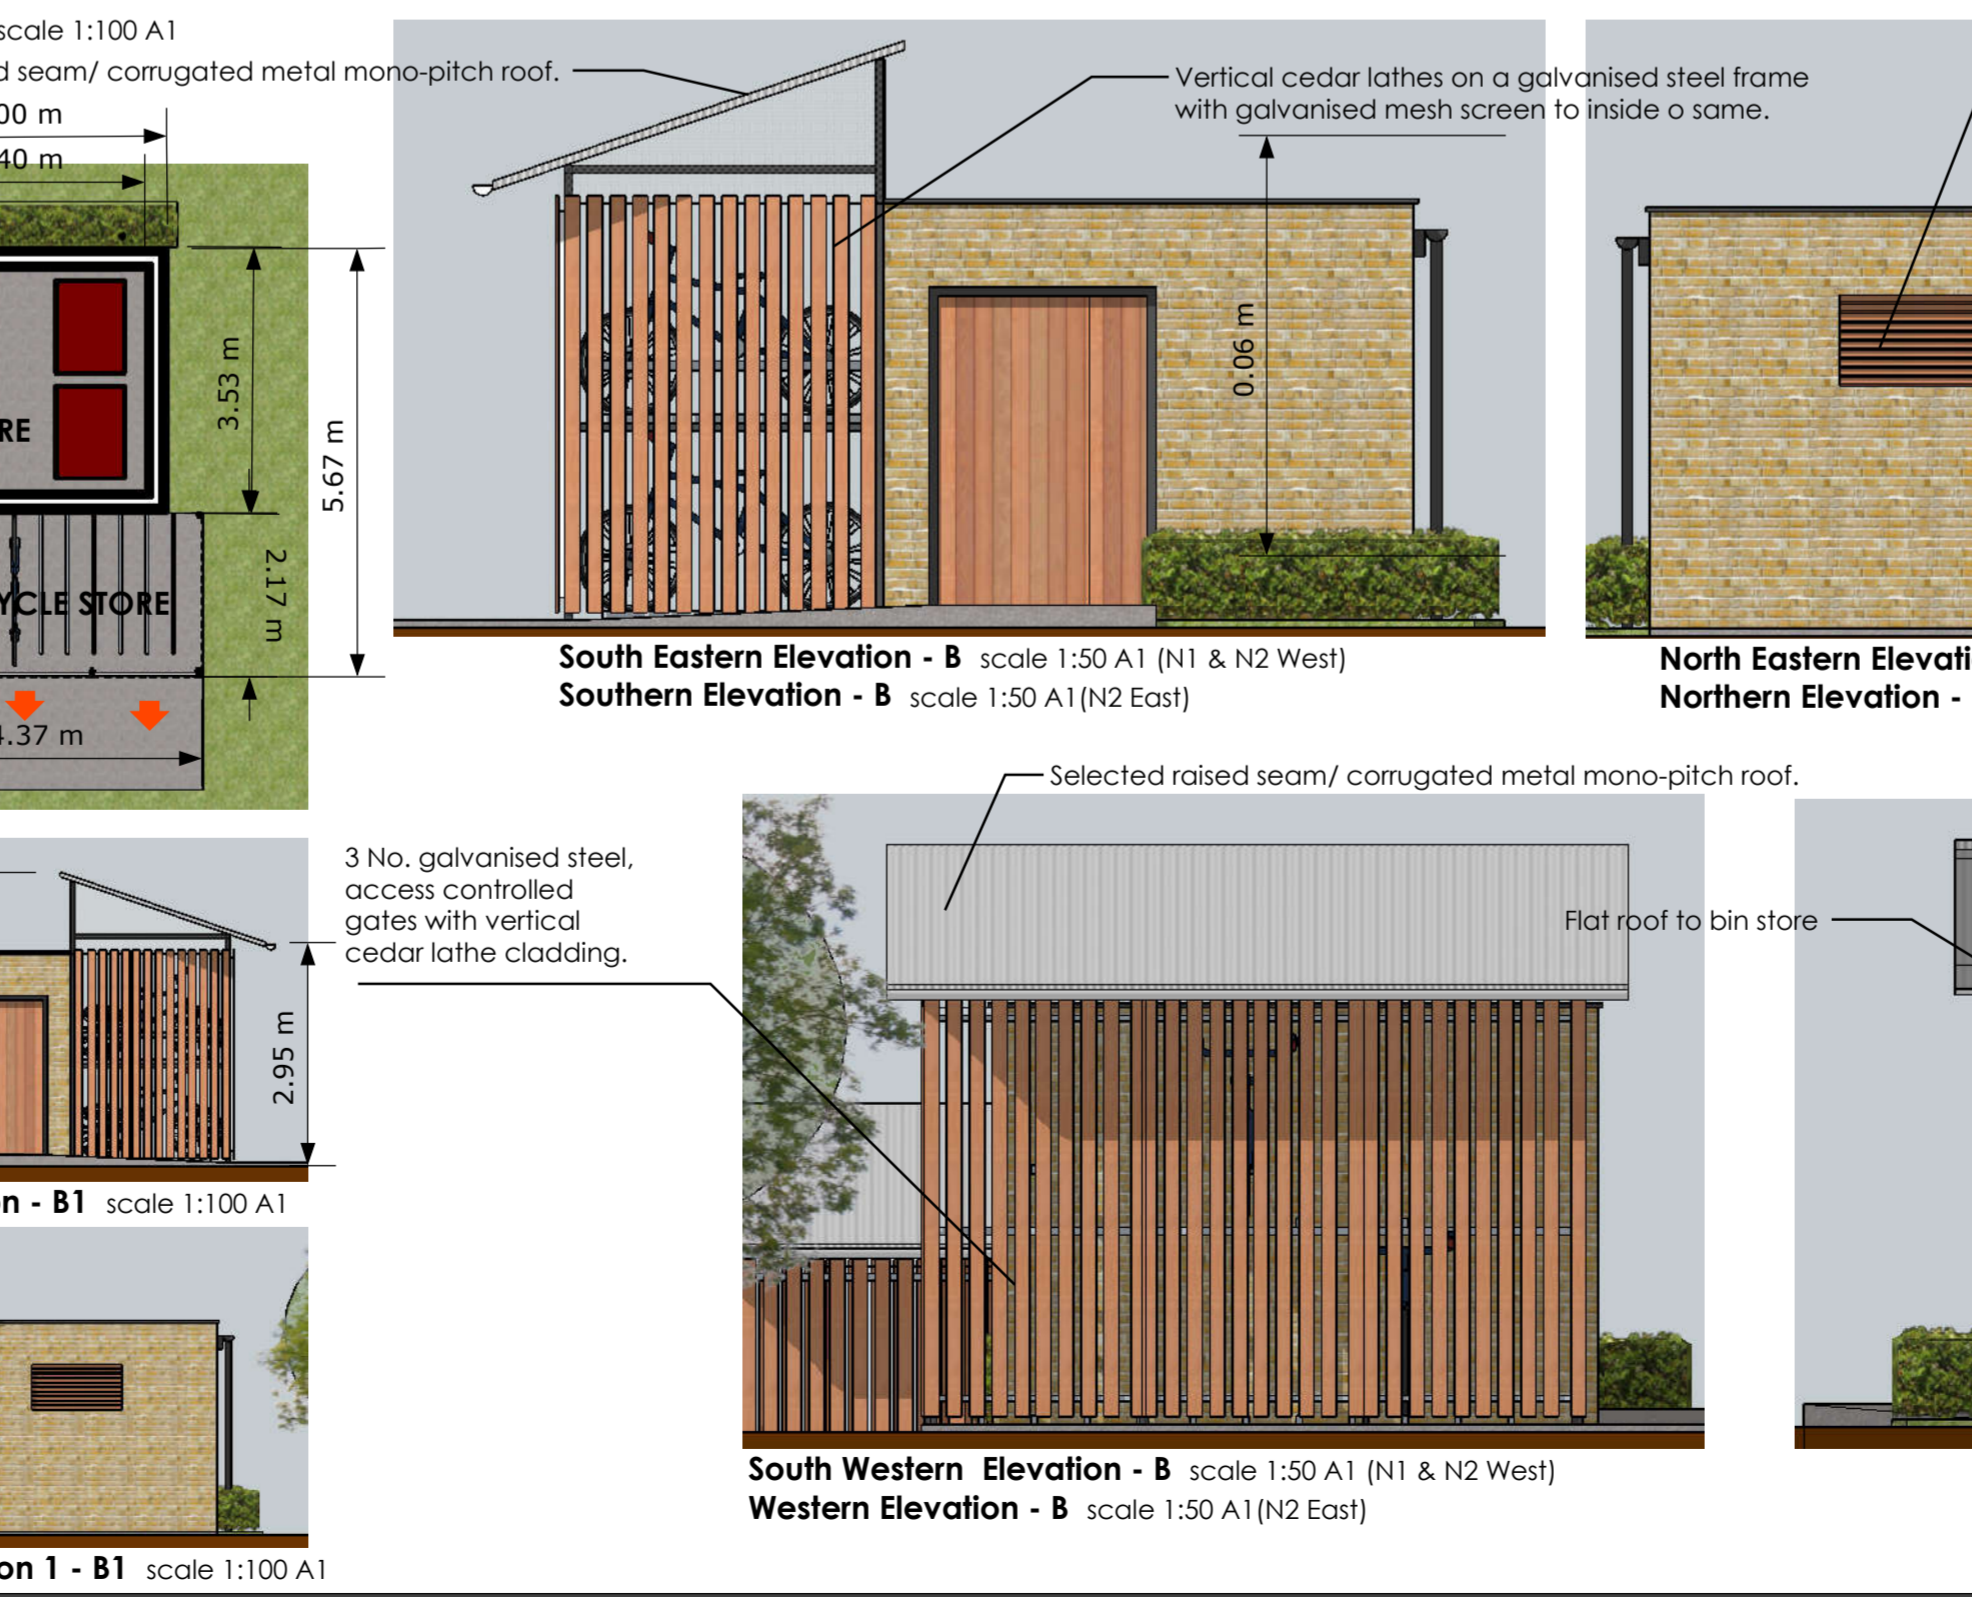 scale 1:100 A1
d seam/ corrugated metal mono-pitch roof.
00 m
40 m
3.53 m
5.67 m
RE
2.17 m
YCLE STORE
4.37 m
Vertical cedar lathes on a galvanised steel frame
with galvanised mesh screen to inside o same.
0.06 m
South Eastern Elevation - B scale 1:50 A1 (N1 & N2 West)
Southern Elevation - B scale 1:50 A1(N2 East)
North Eastern Elevati
Northern Elevation -
Selected raised seam/ corrugated metal mono-pitch roof.
3 No. galvanised steel,
access controlled
gates with vertical
cedar lathe cladding.
Flat roof to bin store
2.95 m
on - B1 scale 1:100 A1
South Western Elevation - B scale 1:50 A1 (N1 & N2 West)
Western Elevation - B scale 1:50 A1(N2 East)
on 1 - B1 scale 1:100 A1